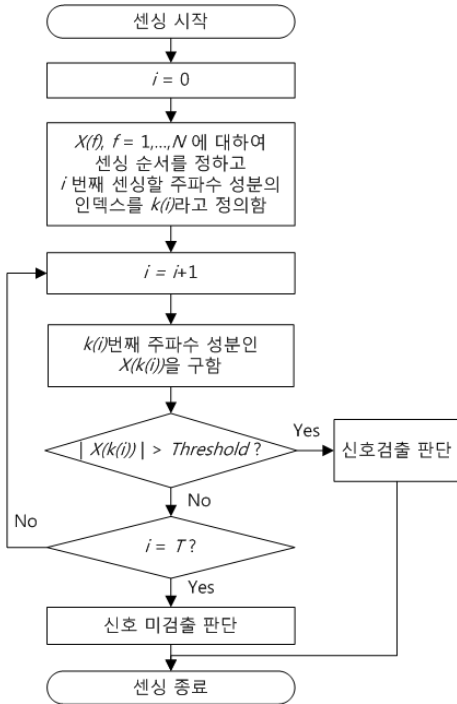 센싱 시작
i = 0
X(f), f = 1,...,N 에 대하여
센싱 순서를 정하고
i 번째 센싱할 주파수 성분의
인덱스를 k(i)라고 정의함
i = i+1
k(i)번째 주파수 성분인
X(k(i))을 구함
| X(k(i)) | > Threshold ?
Yes
신호검출 판단
No
No
i = T ?
Yes
신호 미검출 판단
센싱 종료